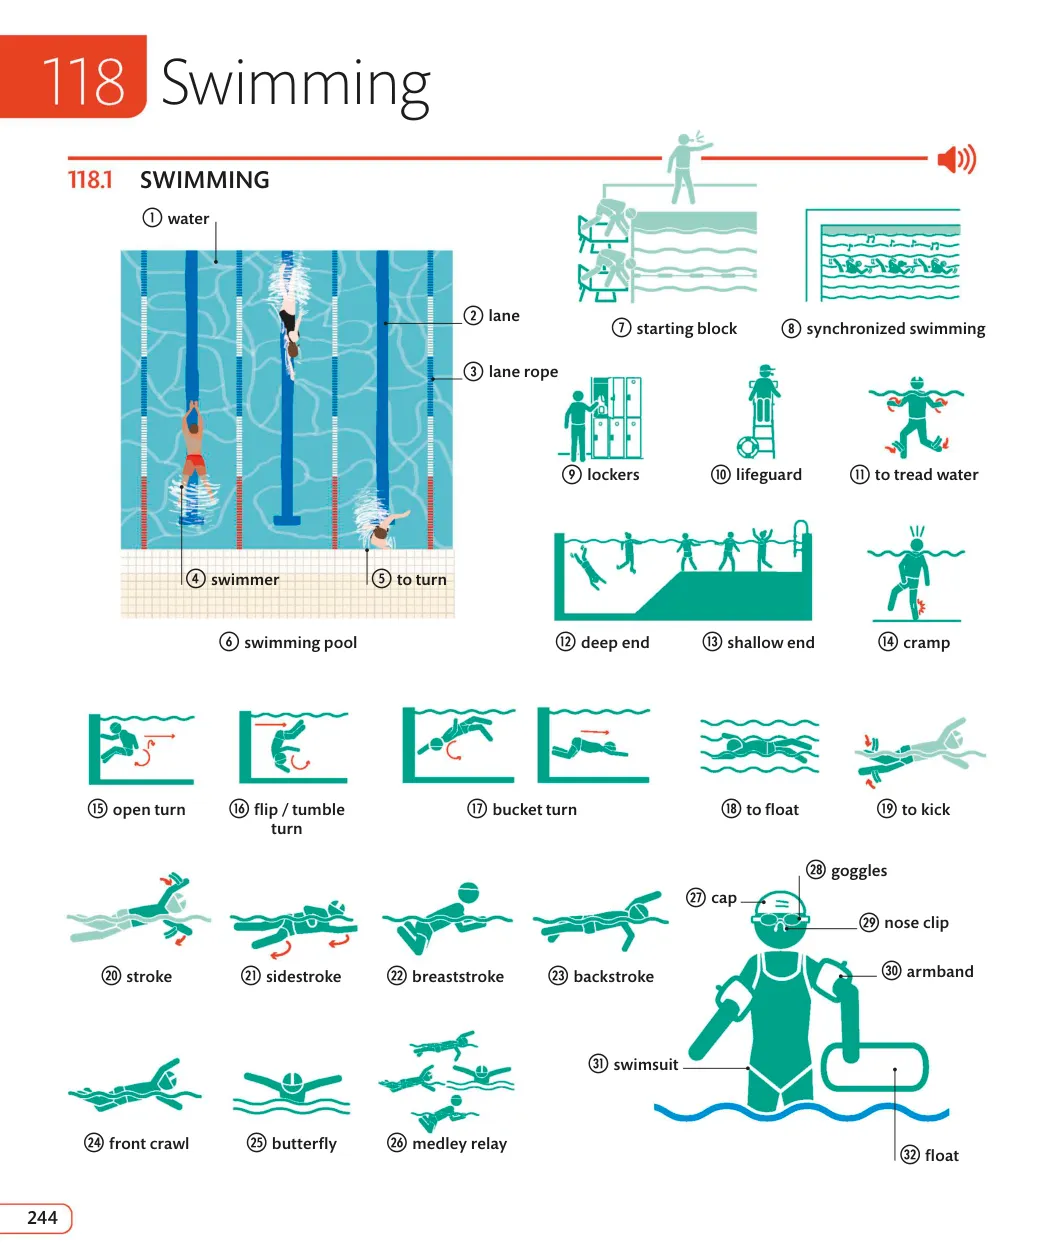 118 Swimming
118.1 SWIMMING
① water
② lane
③ lane rope
④ swimmer
⑤ to turn
⑥ swimming pool
⑦ starting block
⑧ synchronized swimming
⑨ lockers
⑩ lifeguard
⑪ to tread water
⑫ deep end
⑬ shallow end
⑭ cramp
⑮ open turn
⑯ flip / tumble
turn
⑰ bucket turn
⑱ to float
⑲ to kick
⑳ stroke
㉑ sidestroke
㉒ breaststroke
㉓ backstroke
㉔ front crawl
㉕ butterfly
㉖ medley relay
㉗ cap
㉘ goggles
㉙ nose clip
㉚ armband
㉛ swimsuit
㉜ float
244